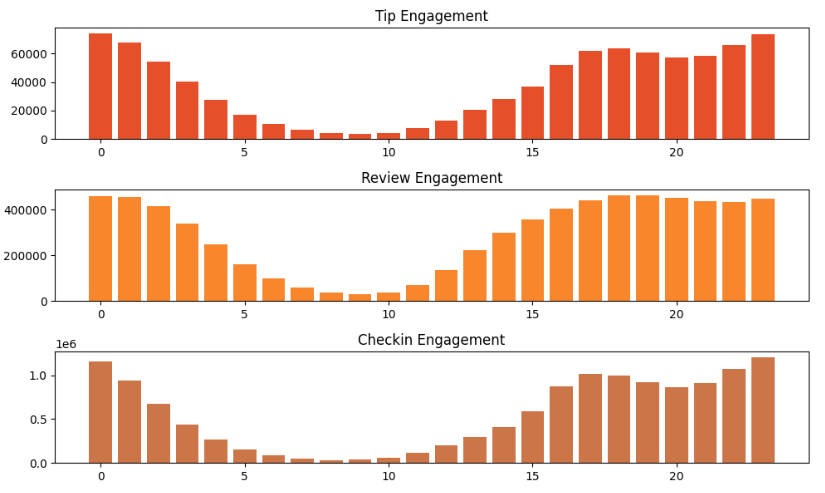 Tip Engagement
60000
40000
20000
0
0 5 10 15 20
Review Engagement
400000
200000
0
0 5 10 15 20
Checkin Engagement
1e6
1.0
0.5
0.0
0 5 10 15 20